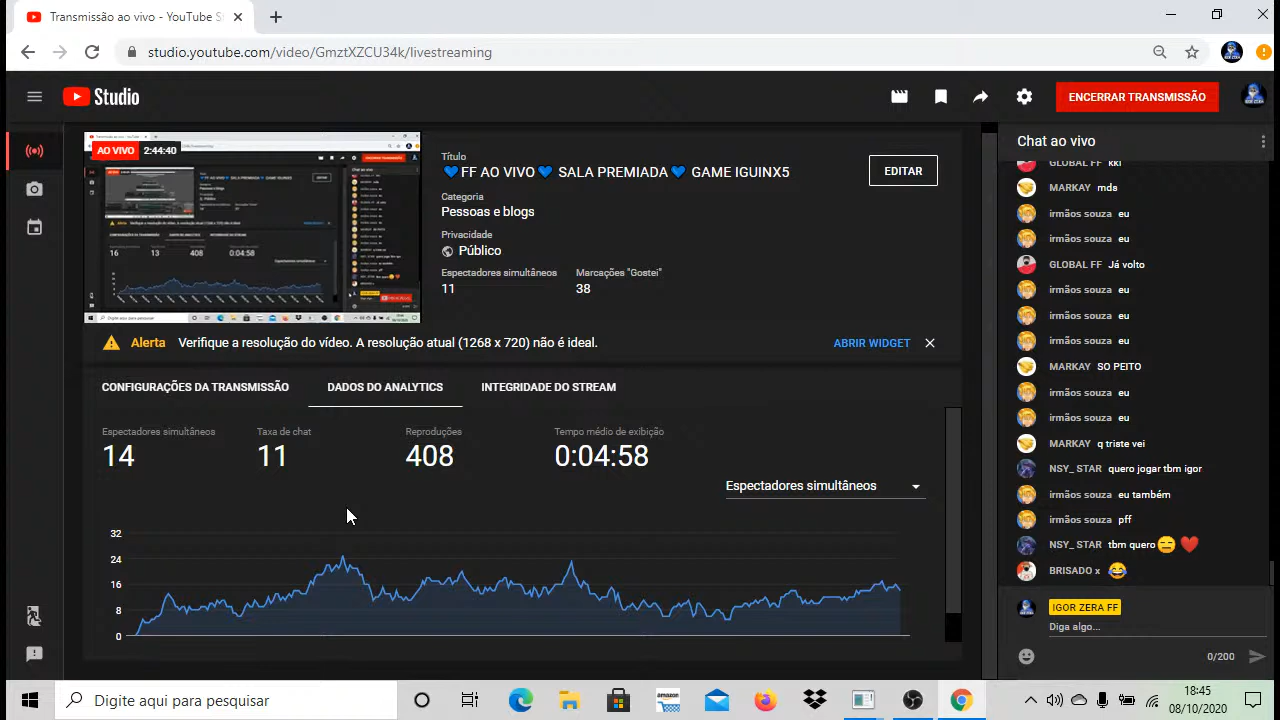 Transmissão ao vivo - YouTube S
studio.youtube.com/video/GmztXZCU34k/livestreaming
Studio
ENCERRAR TRANSMISSÃO
AO VIVO 2:44:40
Título
💙FF AO VIVO💙 SALA PREMIADA💙 GAME IGUINX5
EDITAR
Categoria
Pessoas e blogs
Privacidade
Público
Espectadores simultâneos
11
Marcações "Gostei"
38
Alerta Verifique a resolução do vídeo. A resolução atual (1268 x 720) não é ideal.
ABRIR WIDGET
CONFIGURAÇÕES DA TRANSMISSÃO
DADOS DO ANALYTICS
INTEGRIDADE DO STREAM
Espectadores simultâneos
14
Taxa de chat
11
Reproduções
408
Tempo médio de exibição
0:04:58
Espectadores simultâneos
32
24
16
8
0
Chat ao vivo
GLOBAL FF kkl
MARKAY mds
irmãos souza eu
irmãos souza eu
GLOBAL FF Já volto
irmãos souza eu
irmãos souza eu
irmãos souza eu
MARKAY SO PEITO
irmãos souza eu
irmãos souza eu
MARKAY q triste vei
NSY_ STAR quero jogar tbm igor
irmãos souza eu também
irmãos souza pff
NSY_ STAR tbm quero😑❤
BRISADO x 😂
IGOR ZERA FF
Diga algo...
0/200
Digite aqui para pesquisar
amazon
18:45
08/10/2020